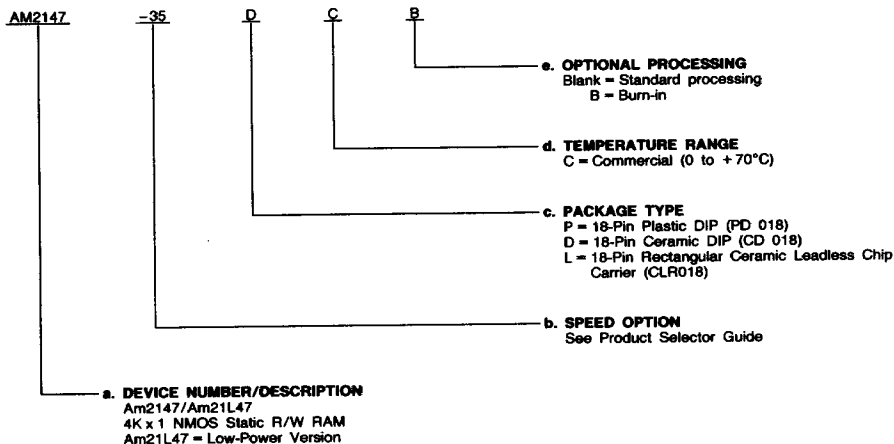 AM2147 -35 D C B
e. OPTIONAL PROCESSING
Blank = Standard processing
B = Burn-in
d. TEMPERATURE RANGE
C = Commercial (0 to +70°C)
c. PACKAGE TYPE
P = 18-Pin Plastic DIP (PD 018)
D = 18-Pin Ceramic DIP (CD 018)
L = 18-Pin Rectangular Ceramic Leadless Chip
Carrier (CLR018)
b. SPEED OPTION
See Product Selector Guide
a. DEVICE NUMBER/DESCRIPTION
Am2147/Am21L47
4K x 1 NMOS Static R/W RAM
Am21L47 = Low-Power Version